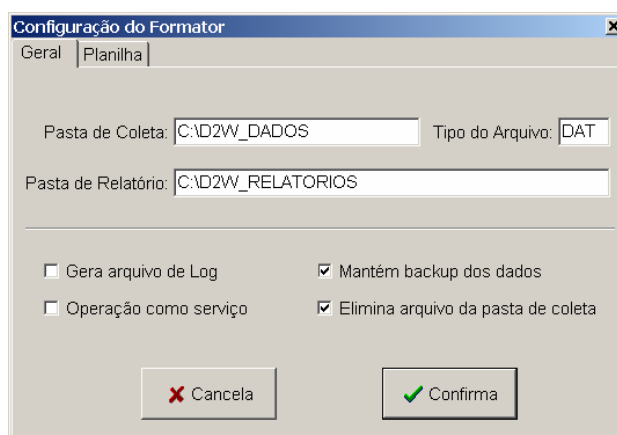 Configuração do Formator
Geral Planilha
Pasta de Coleta: C:\D2W_DADOS Tipo do Arquivo: DAT
Pasta de Relatório: C:\D2W_RELATORIOS
Gera arquivo de Log Mantém backup dos dados
Operação como serviço Elimina arquivo da pasta de coleta
Cancela Confirma